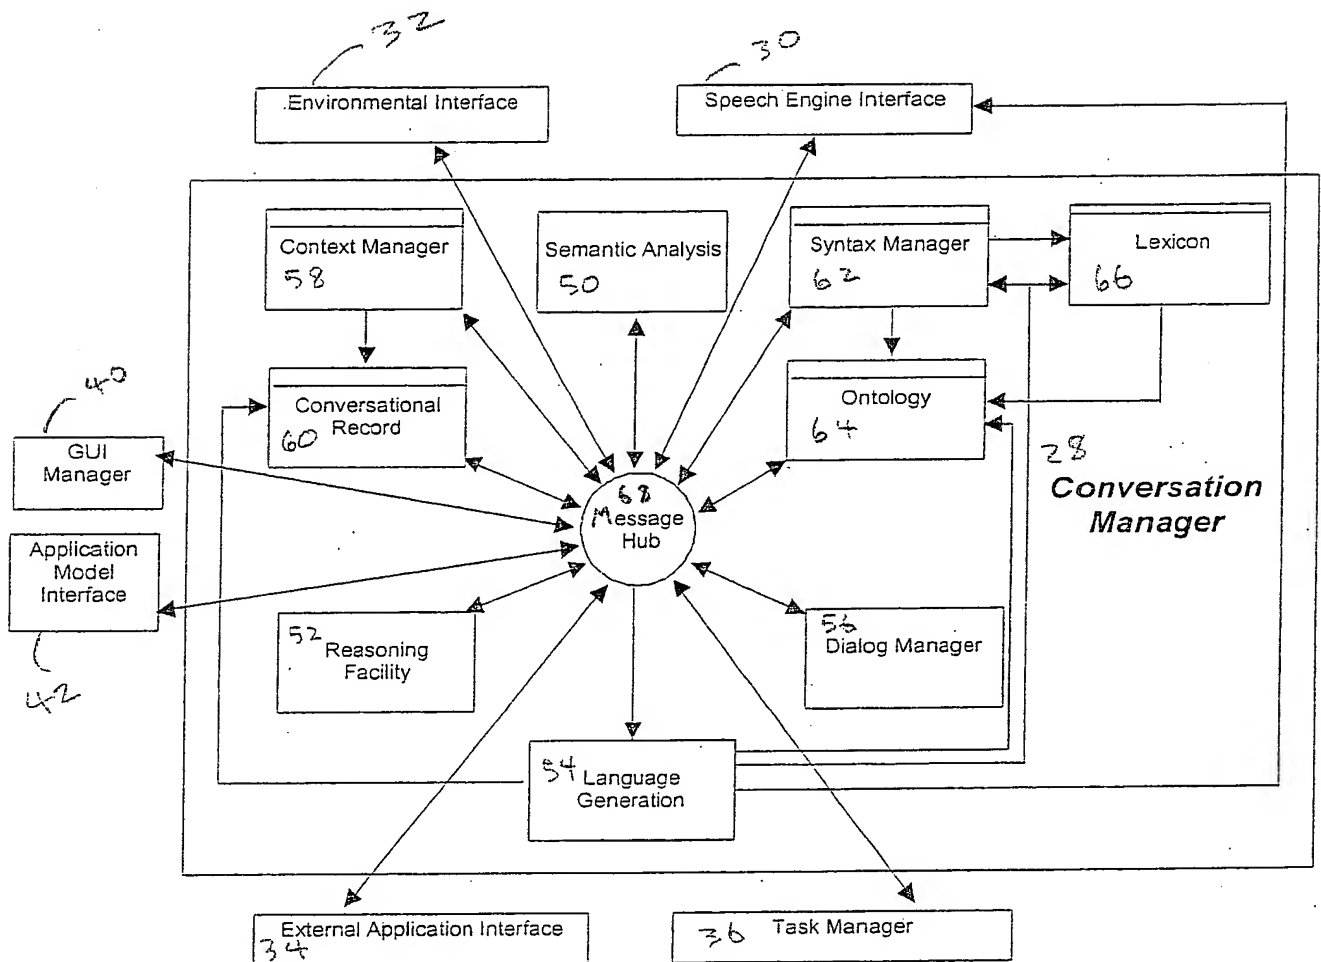 32
30
Environmental Interface
Speech Engine Interface
Context Manager
58
Semantic Analysis
50
Syntax Manager
62
Lexicon
66
40
GUI
Manager
Conversational
Record
60
Ontology
64
28
Conversation
Manager
68
Message
Hub
Application
Model
Interface
42
52
Reasoning
Facility
56
Dialog Manager
54
Language
Generation
External Application Interface
34
36
Task Manager